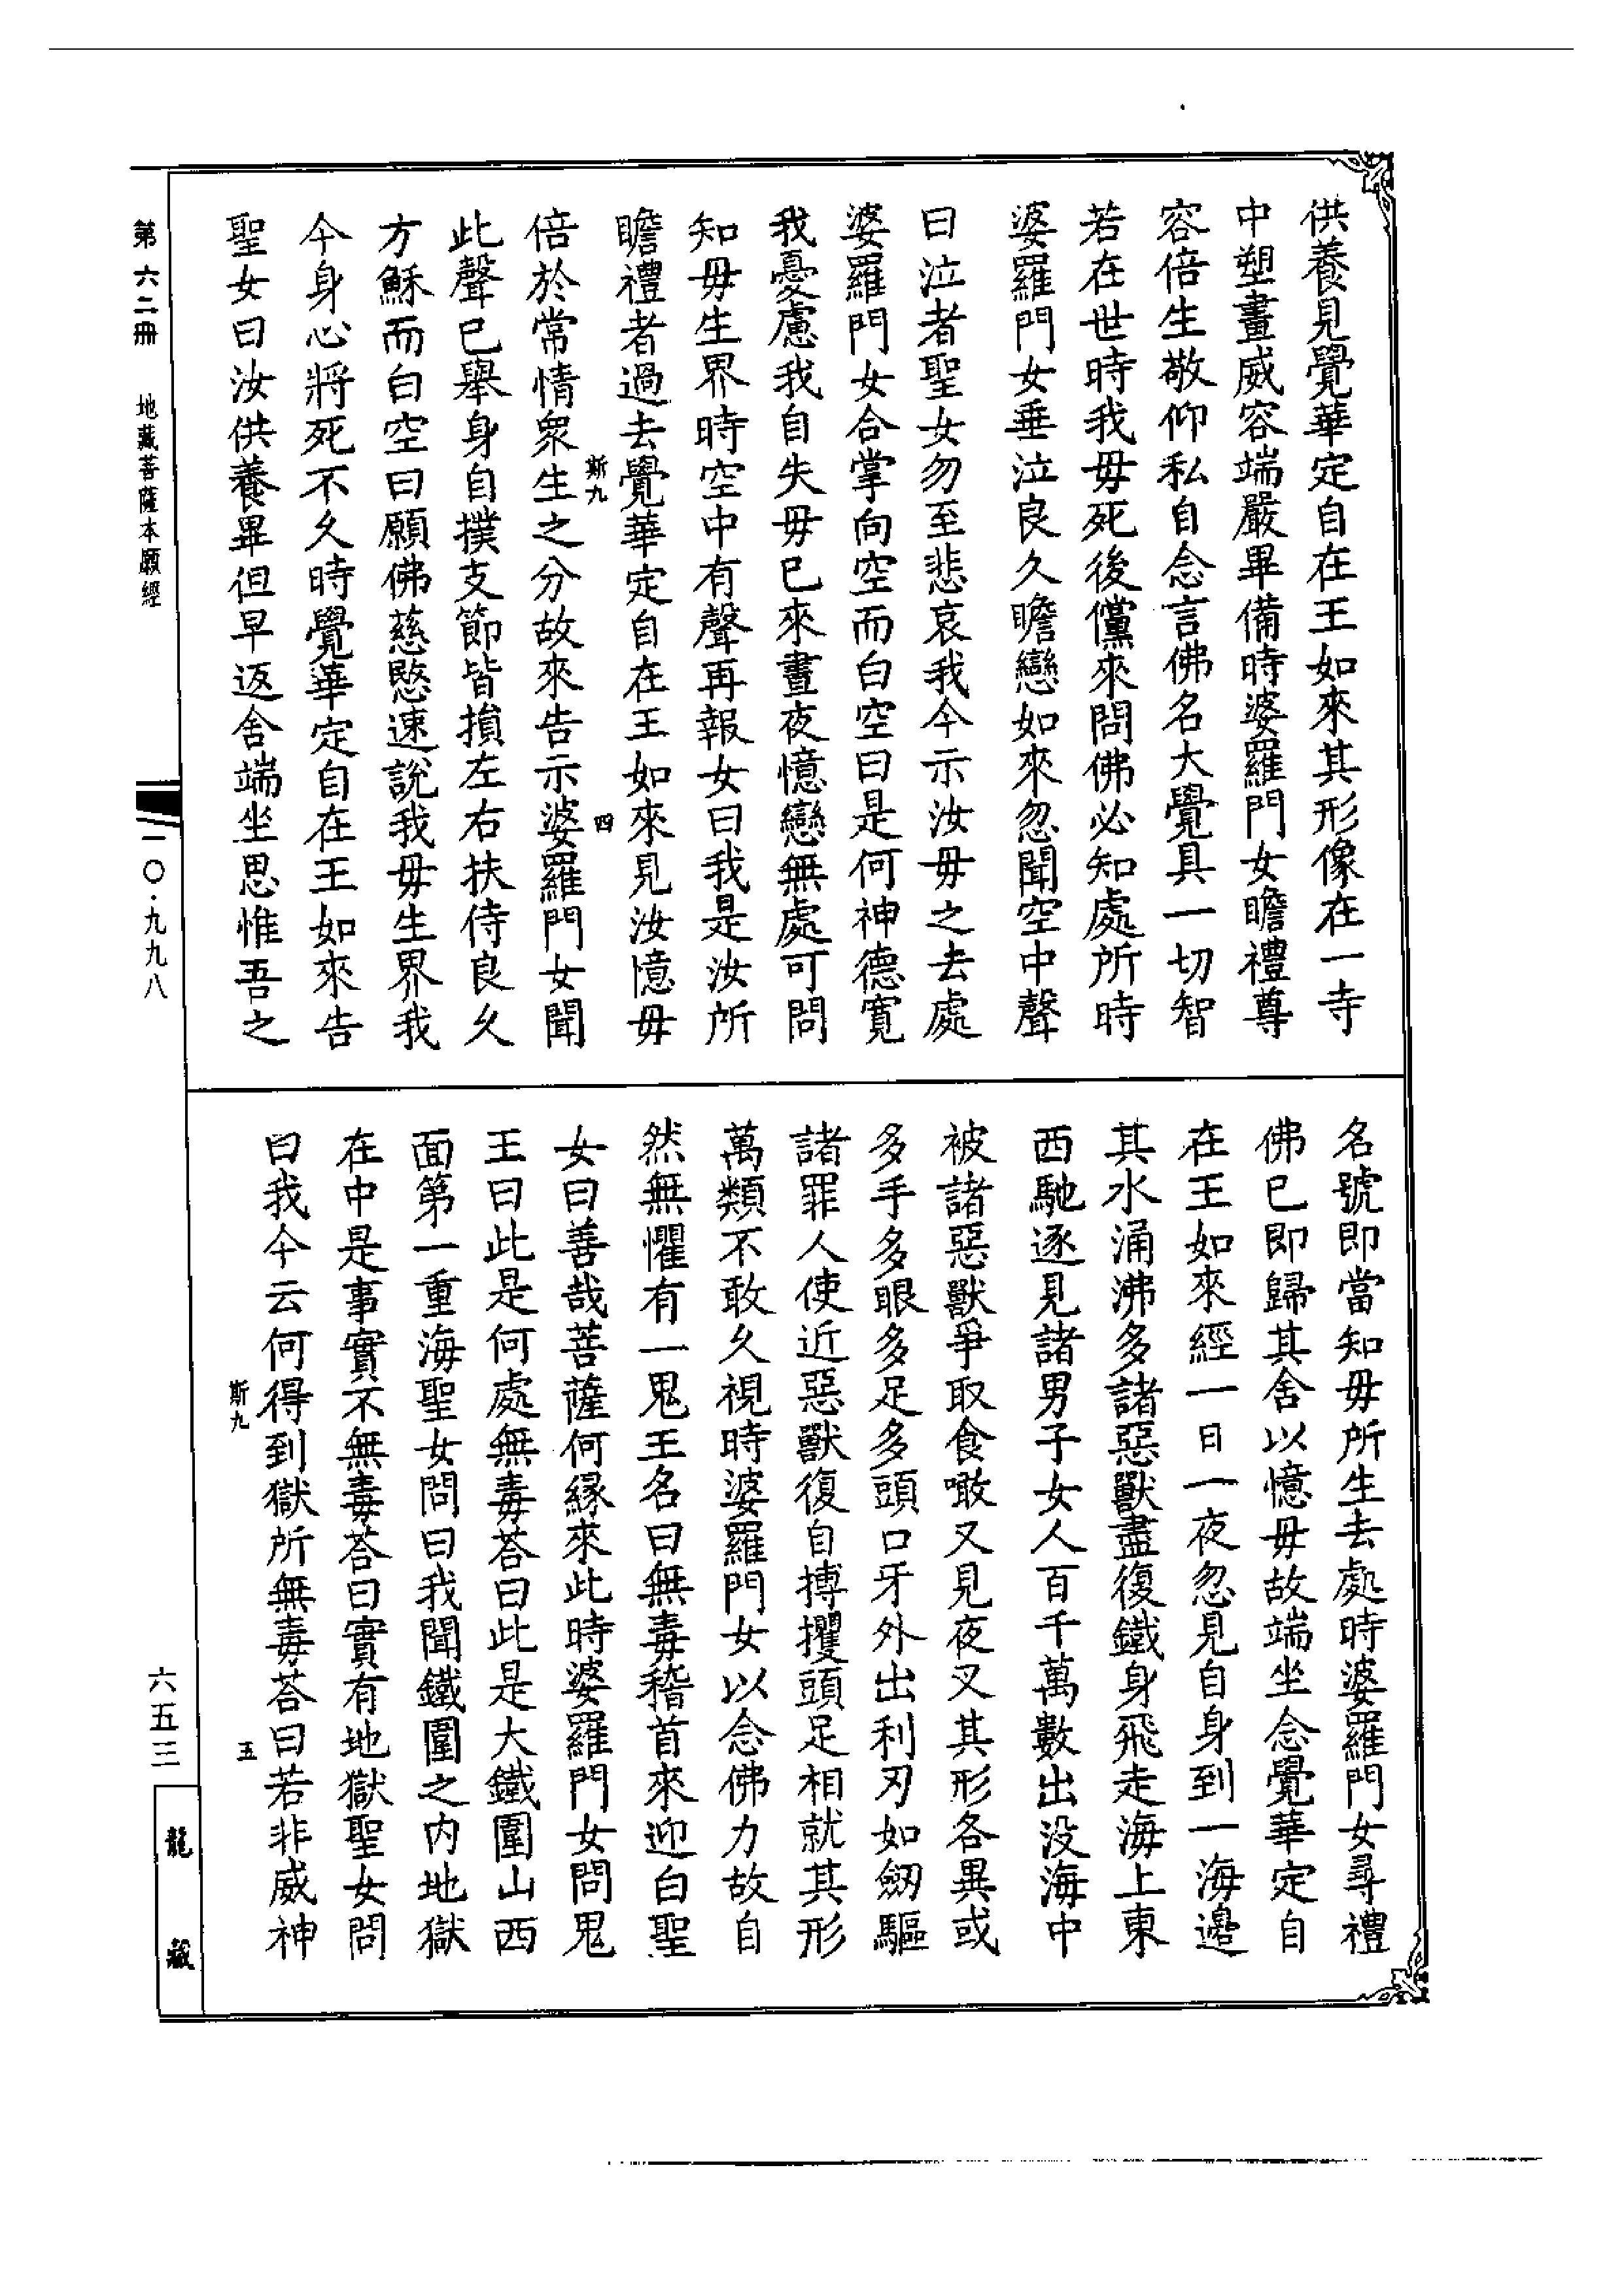 供養見覺華定自在王如來其形像在一寺
中塑畫威容端嚴畢備時婆羅門女瞻禮尊
容倍生敬仰私自念言佛名大覺具一切智
若在世時我毋死後儻來問佛必知處所時
婆羅門女垂泣良久瞻戀如來忽聞空中聲
曰泣者聖女勿至悲哀我今示汝毋之去處
婆羅門女合掌向空而白空曰是何神德寬
我憂慮我自失毋已來晝夜憶戀無處可問
知毋生界時空中有聲再報女曰我是汝所
瞻禮者過去覺華定自在王如來見汝憶毋
斯九 四
倍於常情衆生之分故來告示婆羅門女聞
此聲已舉身自撲支節皆損左右扶侍良久
方穌而白空曰願佛慈愍速說我毋生界我
今身心將死不久時覺華定自在王如來告
聖女曰汝供養畢但早返舍端坐思惟吾之
名號即當知毋所生去處時婆羅門女尋禮
佛已即歸其舍以憶毋故端坐念覺華定自
在王如來經一日一夜忽見自身到一海邊
其水涌沸多諸惡獸盡復鐵身飛走海上東
西馳逐見諸男子女人百千萬數出没海中
被諸惡獸爭取食噉又見夜叉其形各異或
多手多眼多足多頭口牙外出利刃如劒驅
諸罪人使近惡獸復自搏攫頭足相就其形
萬類不敢久視時婆羅門女以念佛力故自
然無懼有一鬼王名曰無毒稽首來迎白聖
女曰善哉菩薩何緣來此時婆羅門女問鬼
王曰此是何處無毒荅曰此是大鐵圍山西
面第一重海聖女問曰我聞鐵圍之内地獄
在中是事實不無毒荅曰實有地獄聖女問
曰我今云何得到獄所無毒荅曰若非威神
斯九 五
第六二冊 地藏菩薩本願經
一〇·九九八
六五三
龍藏